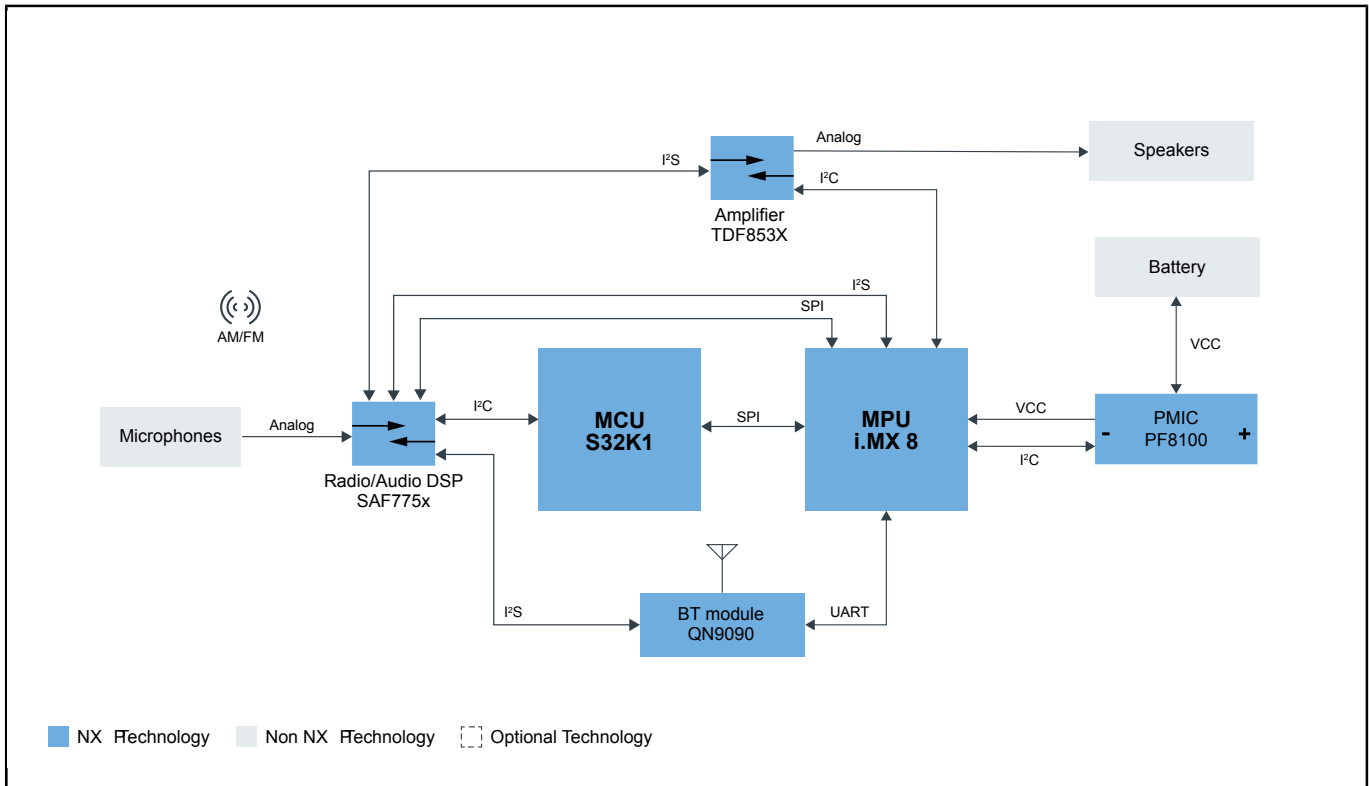 Analog
Speakers
I²S
I²C
Amplifier
TDF853X
Battery
I²S
SPI
AM/FM
VCC
Microphones
Analog
I²C
MCU
S32K1
SPI
MPU
i.MX 8
VCC
I²C
PMIC
PF8100
-
+
Radio/Audio DSP
SAF775x
I²S
BT module
QN9090
UART
NX PTechnology
Non NX PTechnology
Optional Technology